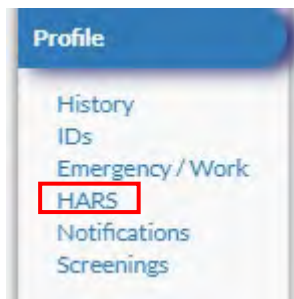 Profile
History
IDs
Emergency / Work
HARS
Notifications
Screenings